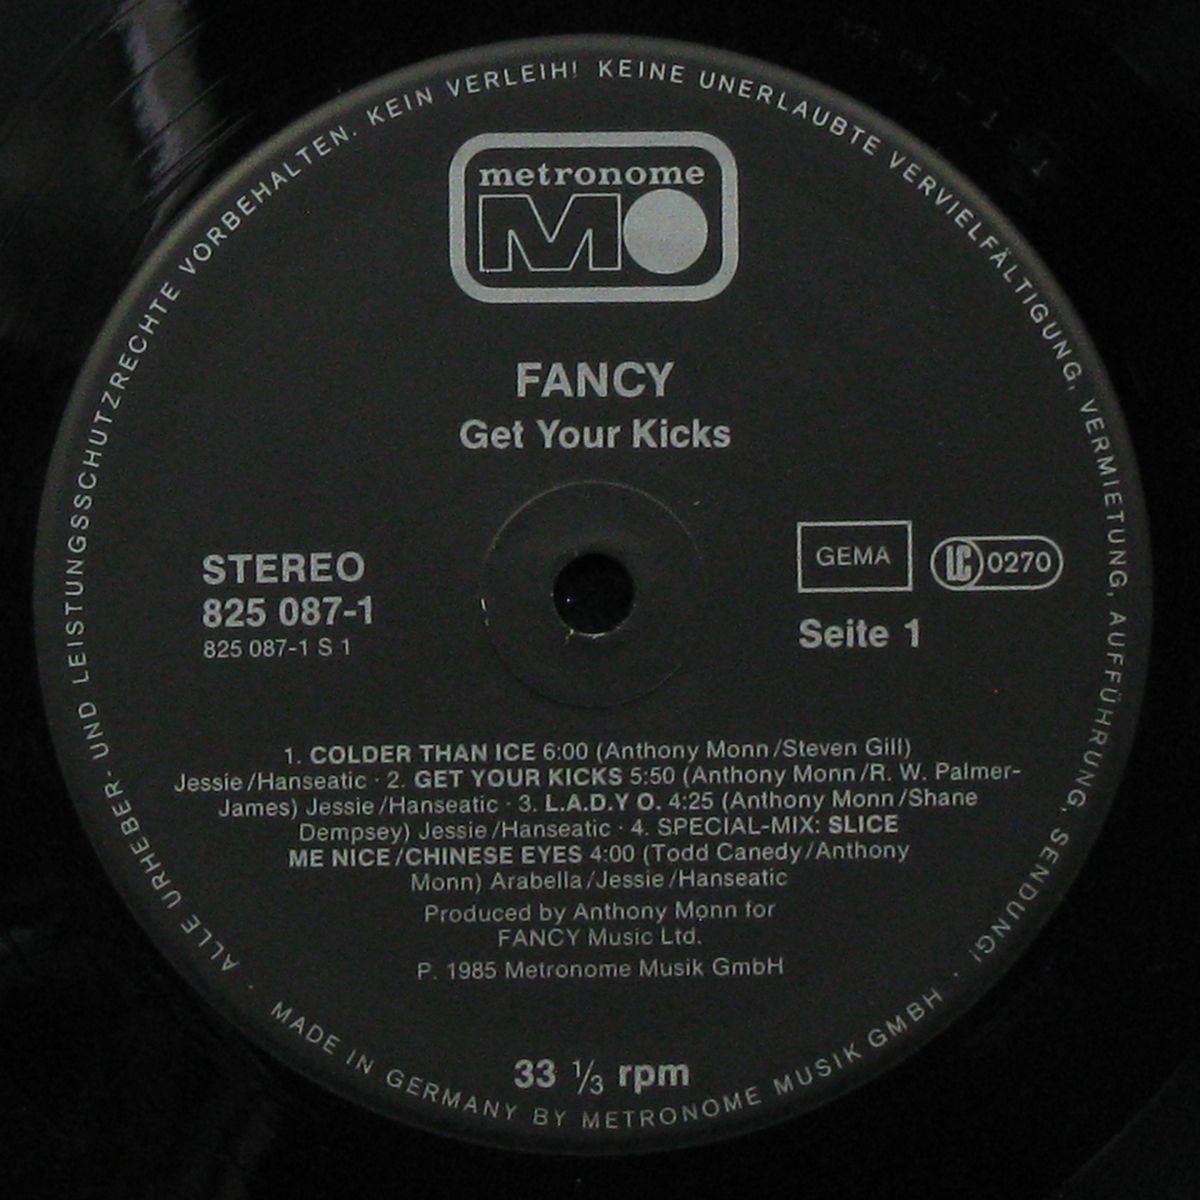 ALLE URHEBER- UND LEISTUNGSSCHUTZRECHTE VORBEHALTEN. KEIN VERLEIH! KEINE UNERLAUBTE VERVIELFÄLTIGUNG, VERMIETUNG, AUFFÜHRUNG, SENDUNG!
metronome
MO
FANCY
Get Your Kicks
STEREO
825 087-1
825 087-1 S 1
GEMA
LC 0270
Seite 1
1. COLDER THAN ICE 6:00 (Anthony Monn/Steven Gill)
Jessie/Hanseatic · 2. GET YOUR KICKS 5:50 (Anthony Monn/R. W. Palmer-
James) Jessie/Hanseatic · 3. L.A.D.Y O. 4:25 (Anthony Monn/Shane
Dempsey) Jessie/Hanseatic · 4. SPECIAL-MIX: SLICE
ME NICE/CHINESE EYES 4:00 (Todd Canedy/Anthony
Monn) Arabella/Jessie/Hanseatic
Produced by Anthony Monn for
FANCY Music Ltd.
P. 1985 Metronome Musik GmbH
33 1/3 rpm
· MADE IN GERMANY BY METRONOME MUSIK GMBH ·